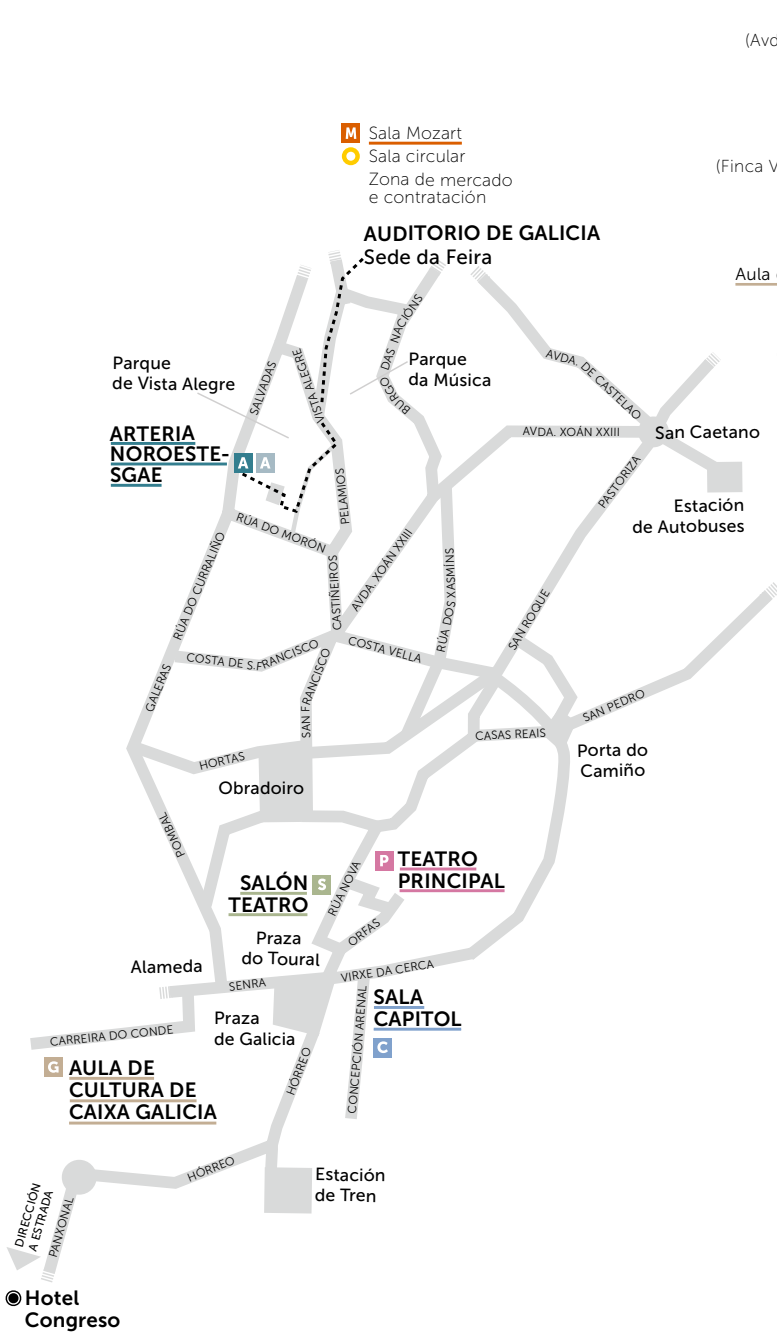 (Avd
M Sala Mozart
Sala circular
Zona de mercado
e contratación
(Finca V
AUDITORIO DE GALICIA
Sede da Feira
Aula
SALVADAS
VISTA ALEGRE
BURGO DAS NACIÓNS
AVDA. DE CASTELAO
Parque
de Vista Alegre
Parque
da Música
ARTERIA
NOROESTE-
SGAE
A A
AVDA. XOÁN XXIII
San Caetano
PASTORIZA
Estación
de Autobuses
PELAMIOS
RÚA DO MORÓN
RÚA DO CURRALIÑO
CASTIÑEIROS
AVDA. XOÁN XXIII
RÚA DOS XASMÍNS
SAN ROQUE
COSTA DE S.FRANCISCO
COSTA VELLA
GALERAS
SAN FRANCISCO
SAN PEDRO
CASAS REAIS
Porta do
Camiño
HORTAS
Obradoiro
POMBAL
P TEATRO
PRINCIPAL
SALÓN S
TEATRO
RÚA NOVA
ORFAS
Praza
do Toural
Alameda
SENRA
VIRXE DA CERCA
SALA
CAPITOL
C
CONCEPCIÓN ARENAL
Praza
de Galicia
CARREIRA DO CONDE
G AULA DE
CULTURA DE
CAIXA GALICIA
HÓRREO
HÓRREO
Estación
de Tren
DIRECCIÓN
A ESTRADA
PANXONAL
Hotel
Congreso